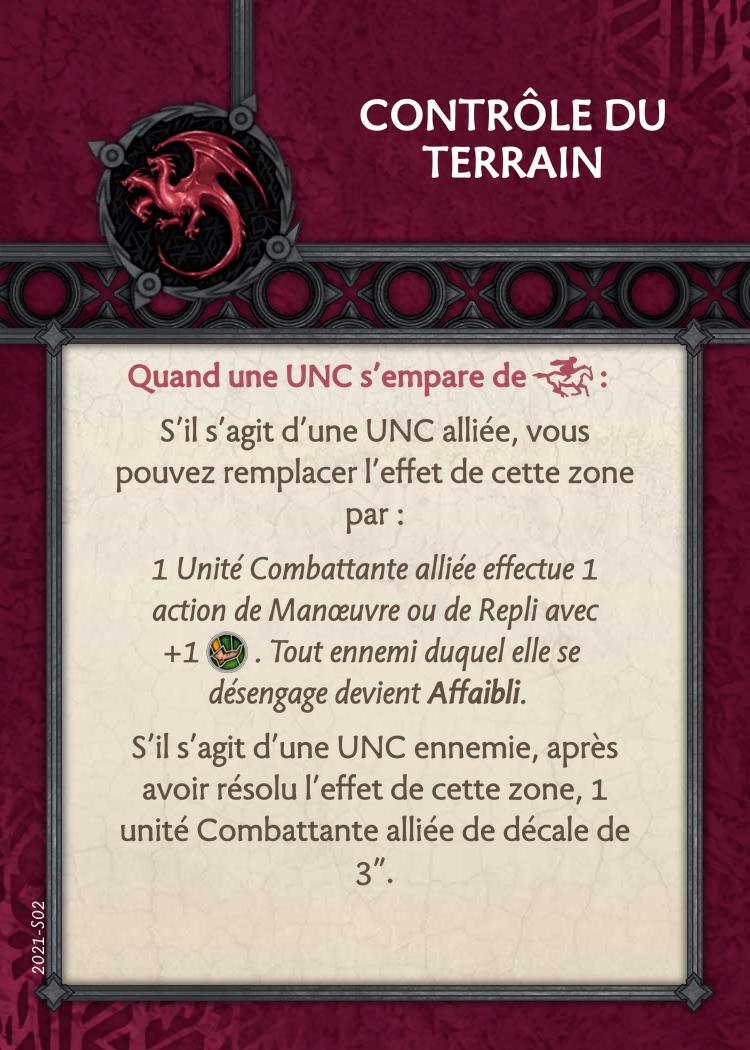 CONTRÔLE DU
TERRAIN
Quand une UNC s’empare de :
S’il s’agit d’une UNC alliée, vous
pouvez remplacer l’effet de cette zone
par :
1 Unité Combattante alliée effectue 1
action de Manœuvre ou de Repli avec
+1 . Tout ennemi duquel elle se
désengage devient Affaibli.
S’il s’agit d’une UNC ennemie, après
avoir résolu l’effet de cette zone, 1
unité Combattante alliée de décale de
3”.
2021-S02